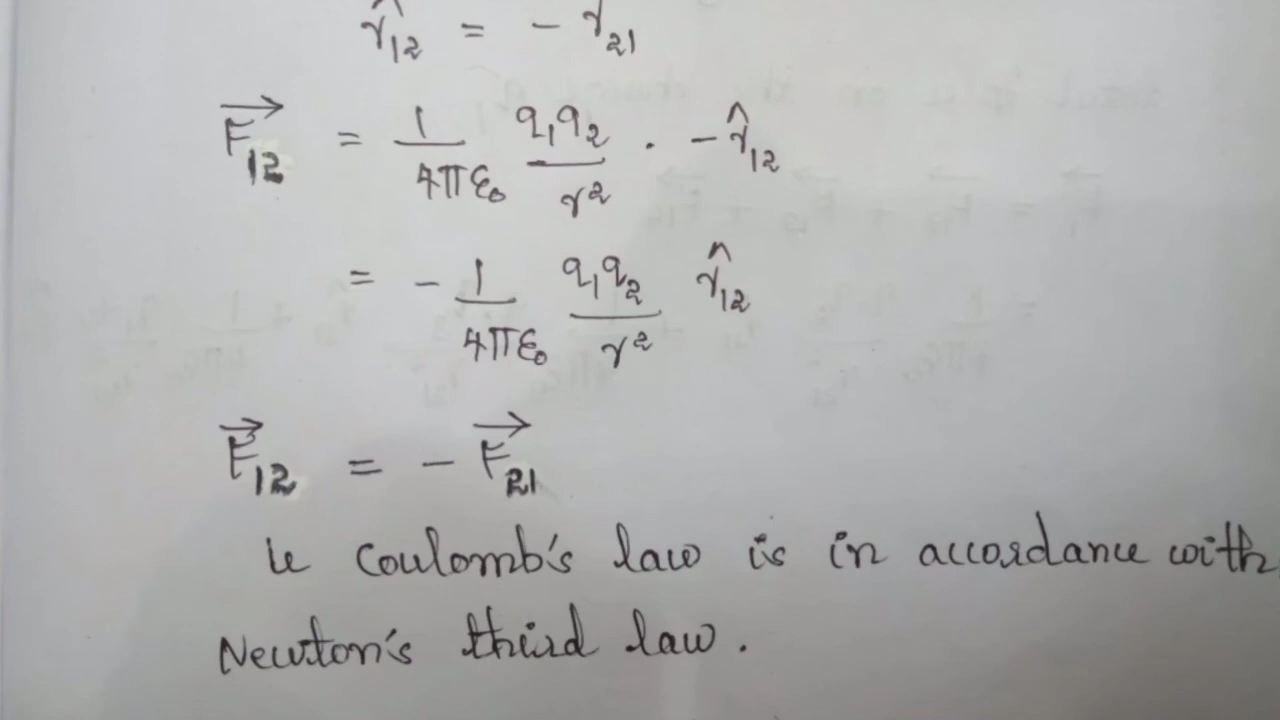 r̂₁₂ = - r₂₁
F⃗₁₂ = 1/4πε₀ q₁q₂/r² . - r̂₁₂
= - 1/4πε₀ q₁q₂/r² r̂₁₂
F⃗₁₂ = - F⃗₂₁
ie Coulomb's law is in accordance with
Newton's third law.